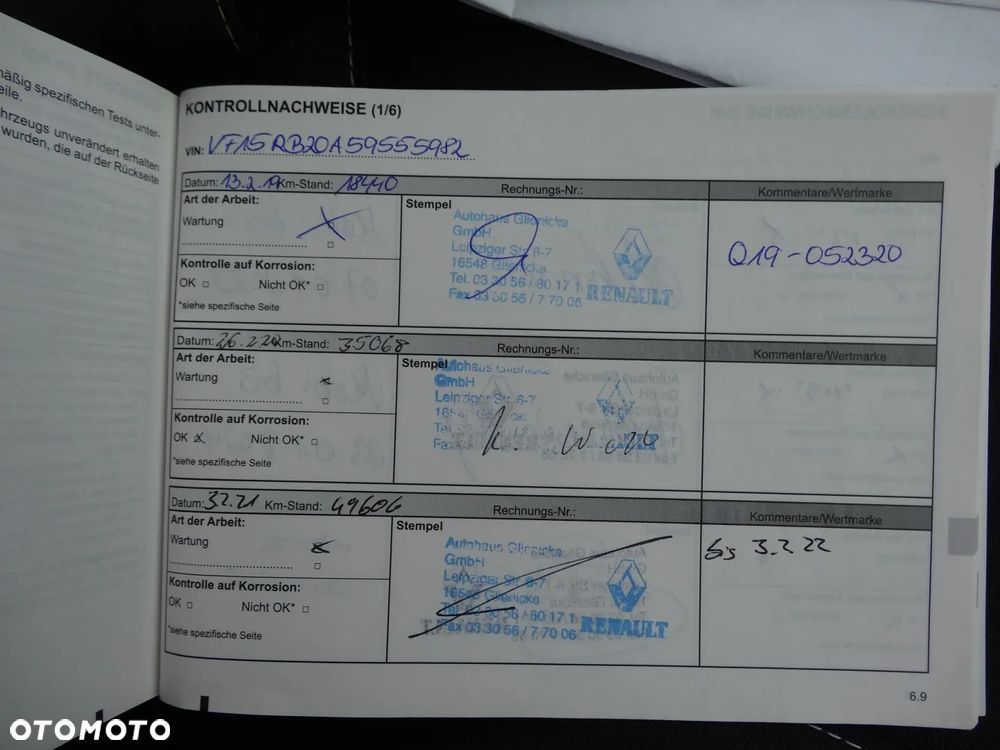 mäßig spezifischen Tests unter-
eile.
hrzeugs unverändert erhalten
wurden, die auf der Rückseite
KONTROLLNACHWEISE (1/6)
VIN: VF15RB20A59555982
Datum: 13.2.19 Km-Stand: 18440 Rechnungs-Nr.: Kommentare/Wertmarke
Art der Arbeit: Stempel
Wartung
Kontrolle auf Korrosion:
OK Nicht OK*
*siehe spezifische Seite
Autohaus Glienicke
GmbH
Leipziger Str. 6-7
16548 Glienicke
Tel. 03 30 56 / 80 17 1
Fax 03 30 56 / 7 70 06
RENAULT
Q19-052320
Datum: 26.2.20 Km-Stand: 35068 Rechnungs-Nr.: Kommentare/Wertmarke
Art der Arbeit: Stempel
Wartung
Kontrolle auf Korrosion:
OK Nicht OK*
*siehe spezifische Seite
Autohaus Glienicke
GmbH
Leipziger Str. 6-7
Datum: 3.2.21 Km-Stand: 49606 Rechnungs-Nr.: Kommentare/Wertmarke
Art der Arbeit: Stempel
Wartung
Kontrolle auf Korrosion:
OK Nicht OK*
*siehe spezifische Seite
Autohaus Glienicke
GmbH
Leipziger Str. 6-7
16548 Glienicke
Tel. 03 30 56 / 80 17 1
Fax 03 30 56 / 7 70 06
RENAULT
bis 3.2.22
6.9
OTOMOTO